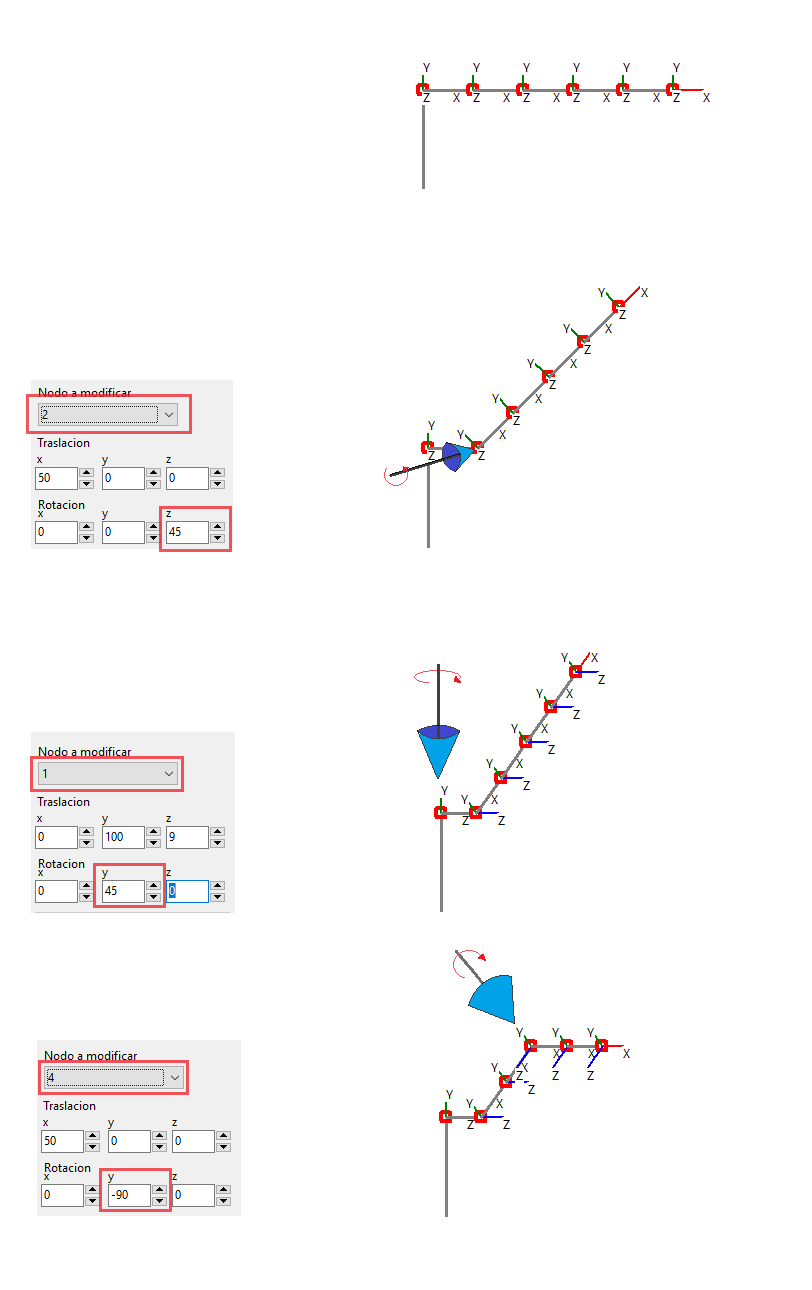 Y Y Y Y Y Y
Z X Z X Z X Z X Z X Z X
Y X
Y Z
Y X
Z
Y X
Z
Y X
Z
Y Y X
Z Z
Nodo a modificar
2
Traslacion
x y z
50 0 0
Rotacion
x y z
0 0 45
Y X
Z
Y X
Z
Y X
Z
Y X
Z
Y Y X
Z Z
Nodo a modificar
1
Traslacion
x y z
0 100 9
Rotacion
x y z
0 45 0
Y Y Y
X X X
Z Z Z
Y X
Z
Y Y X
Z Z
Nodo a modificar
4
Traslacion
x y z
50 0 0
Rotacion
x y z
0 -90 0